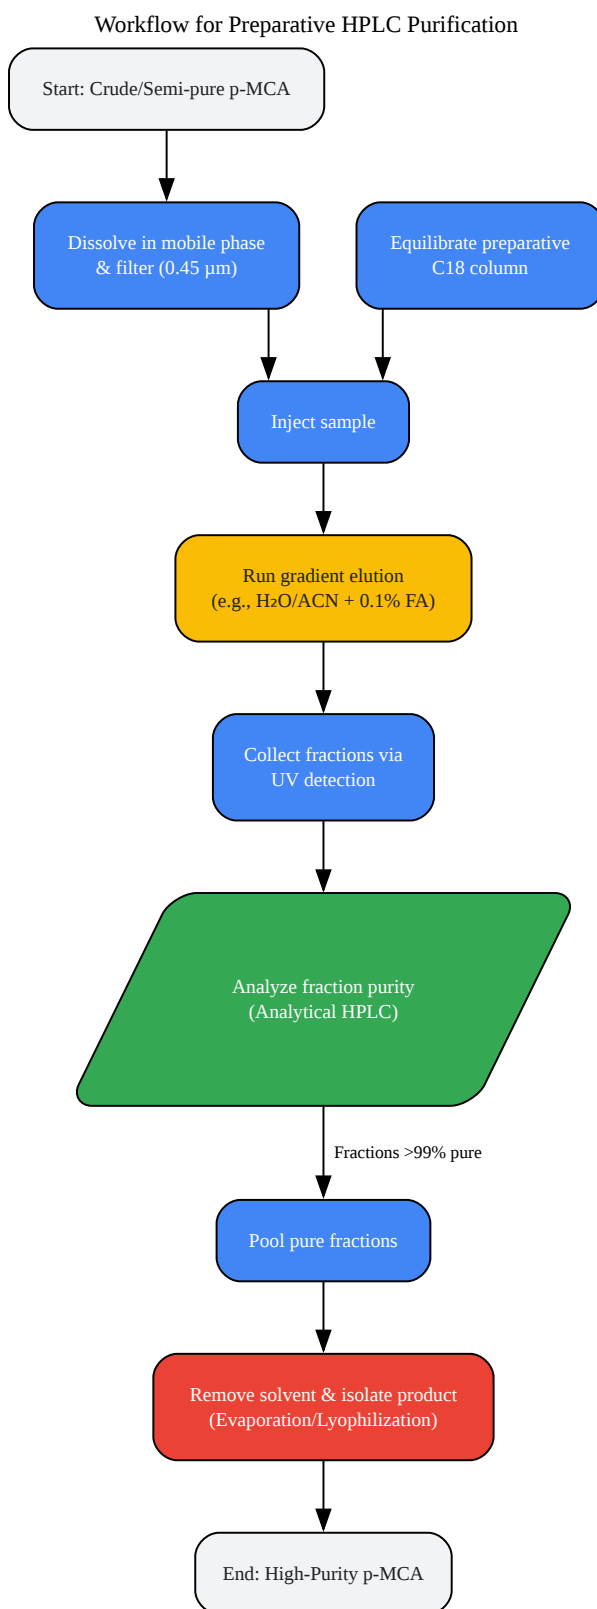 Workflow for Preparative HPLC Purification
Start: Crude/Semi-pure p-MCA
Dissolve in mobile phase
& filter (0.45 µm)
Equilibrate preparative
C18 column
Inject sample
Run gradient elution
(e.g., H₂O/ACN + 0.1% FA)
Collect fractions via
UV detection
Analyze fraction purity
(Analytical HPLC)
Fractions >99% pure
Pool pure fractions
Remove solvent & isolate product
(Evaporation/Lyophilization)
End: High-Purity p-MCA